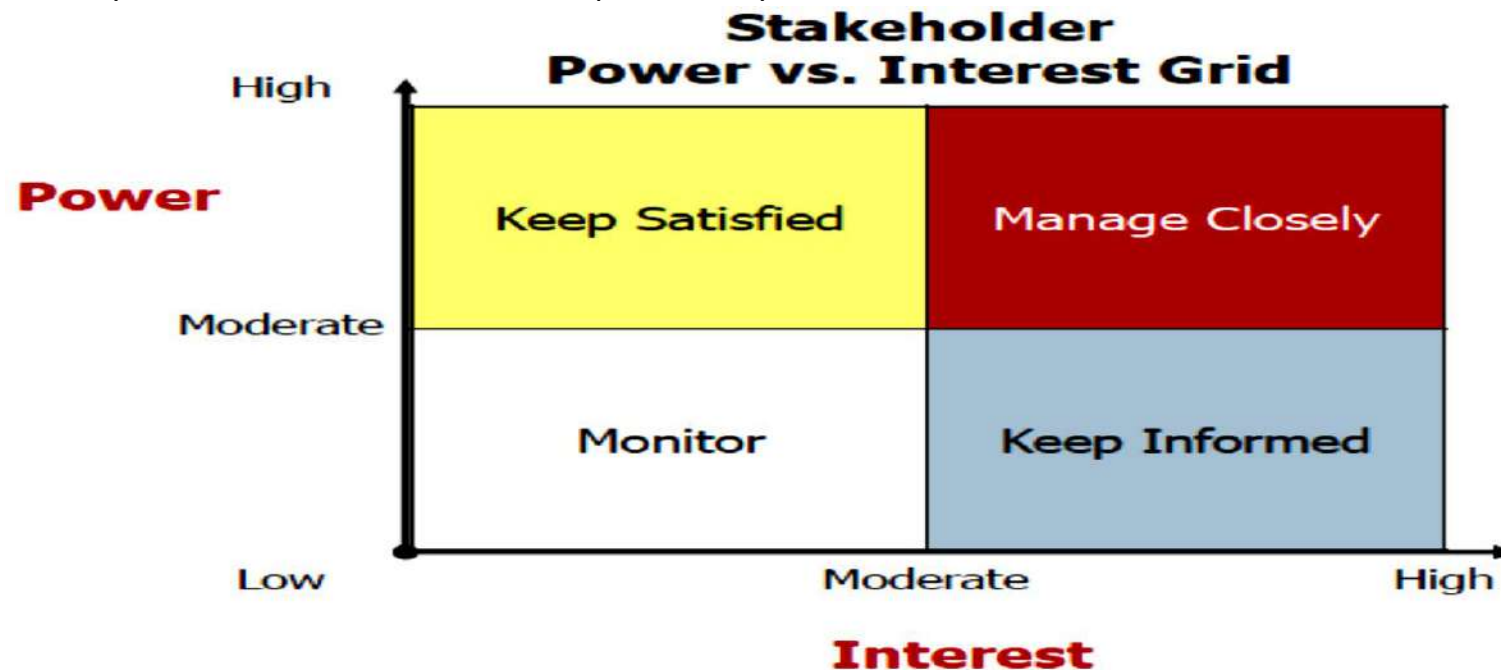 Stakeholder
Power vs. Interest Grid
High
Power
Keep Satisfied
Manage Closely
Moderate
Monitor
Keep Informed
Low
Moderate
High
Interest